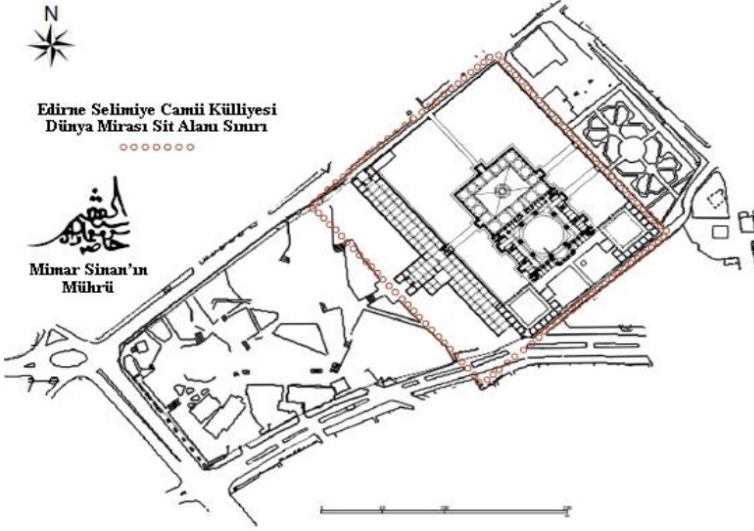 N
Edirne Selimiye Camii Külliyesi
Dünya Mirası Sit Alanı Sınırı
Mimar Sinan'ın
Mührü